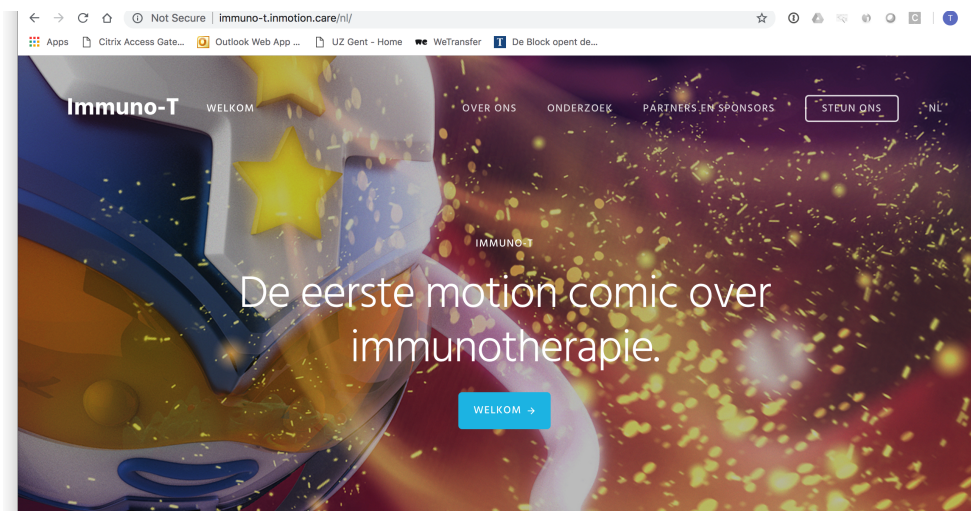 Not Secure | immuno-t.inmotion.care/nl/
Apps Citrix Access Gate... Outlook Web App ... UZ Gent - Home we WeTransfer T De Block opent de...
Immuno-T WELKOM OVER ONS ONDERZOEK PARTNERS EN SPONSORS STEUN ONS NL
IMMUNO-T
De eerste motion comic over
immunotherapie.
WELKOM →